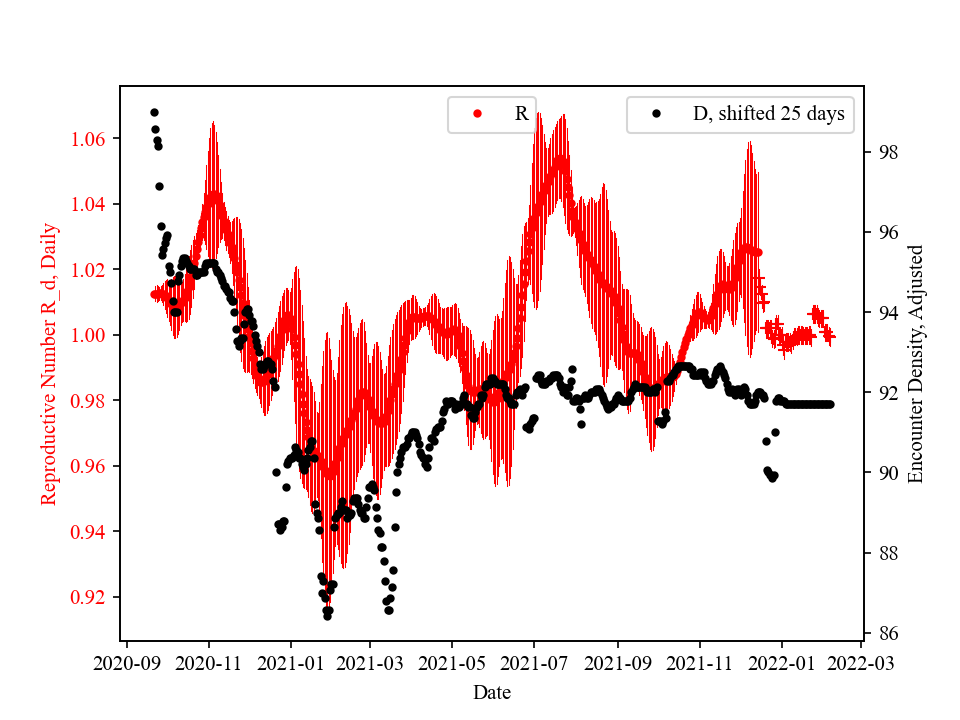 R
D, shifted 25 days
Reproductive Number R_d, Daily
1.06
1.04
1.02
1.00
0.98
0.96
0.94
0.92
98
96
94
92
90
88
86
Encounter Density, Adjusted
2020-09 2020-11 2021-01 2021-03 2021-05 2021-07 2021-09 2021-11 2022-01 2022-03
Date